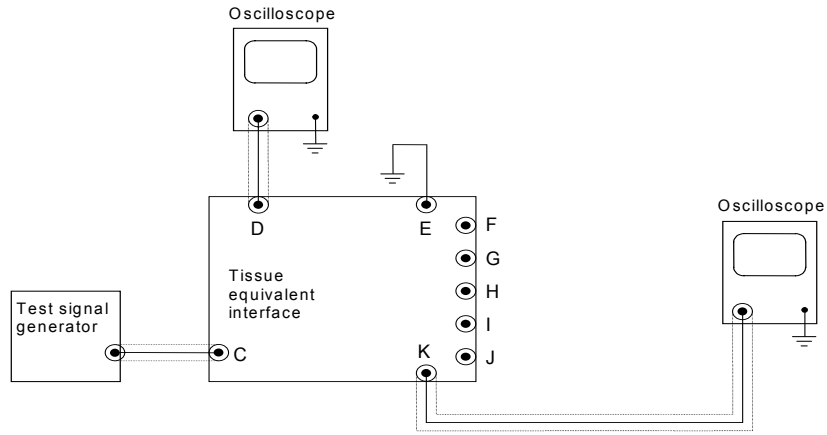 Oscilloscope
Oscilloscope
D
E
F
G
H
I
J
K
C
Tissue
equivalent
interface
Test signal
generator